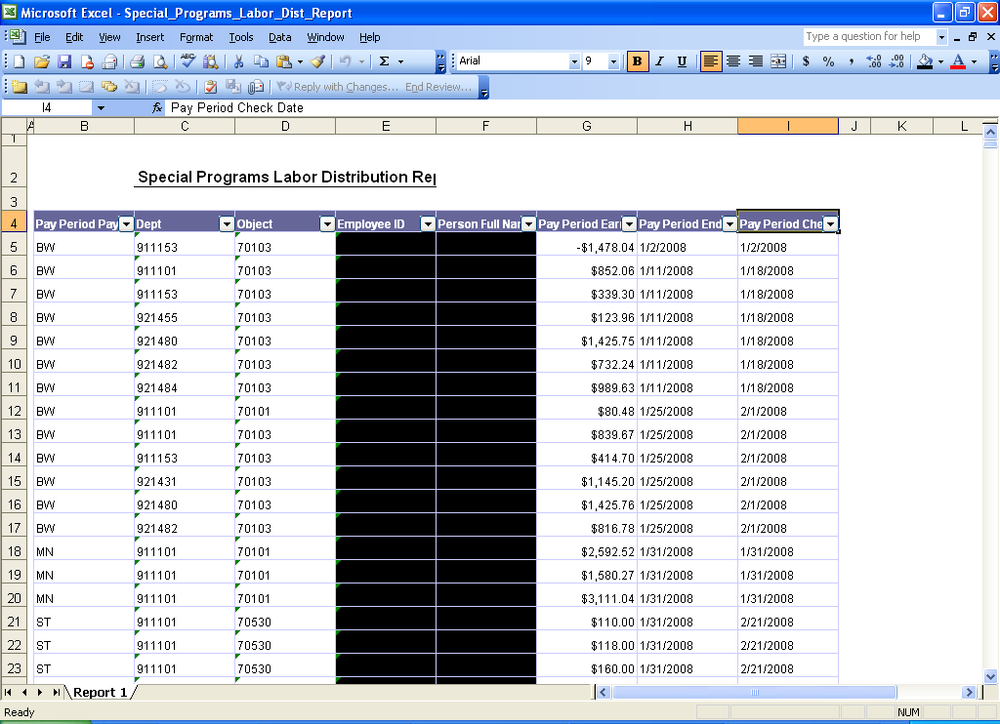 Microsoft Excel - Special_Programs_Labor_Dist_Report
File Edit View Insert Format Tools Data Window Help Type a question for help
Arial 9 B I U $ % ,
Reply with Changes... End Review...
I4 fx Pay Period Check Date
A B C D E F G H I J K L
1
2 Special Programs Labor Distribution Rep
3
4 Pay Period Pay Dept Object Employee ID Person Full Nar Pay Period Ear Pay Period End Pay Period Che
5 BW 911153 70103 -$1,478.04 1/2/2008 1/2/2008
6 BW 911101 70103 $852.06 1/11/2008 1/18/2008
7 BW 911153 70103 $339.30 1/11/2008 1/18/2008
8 BW 921455 70103 $123.96 1/11/2008 1/18/2008
9 BW 921480 70103 $1,425.75 1/11/2008 1/18/2008
10 BW 921482 70103 $732.24 1/11/2008 1/18/2008
11 BW 921484 70103 $989.63 1/11/2008 1/18/2008
12 BW 911101 70101 $80.48 1/25/2008 2/1/2008
13 BW 911101 70103 $839.67 1/25/2008 2/1/2008
14 BW 911153 70103 $414.70 1/25/2008 2/1/2008
15 BW 921431 70103 $1,145.20 1/25/2008 2/1/2008
16 BW 921480 70103 $1,425.76 1/25/2008 2/1/2008
17 BW 921482 70103 $816.78 1/25/2008 2/1/2008
18 MN 911101 70101 $2,592.52 1/31/2008 1/31/2008
19 MN 911101 70101 $1,580.27 1/31/2008 1/31/2008
20 MN 911101 70101 $3,111.04 1/31/2008 1/31/2008
21 ST 911101 70530 $110.00 1/31/2008 2/21/2008
22 ST 911101 70530 $118.00 1/31/2008 2/21/2008
23 ST 911101 70530 $160.00 1/31/2008 2/21/2008
Report 1
Ready NUM